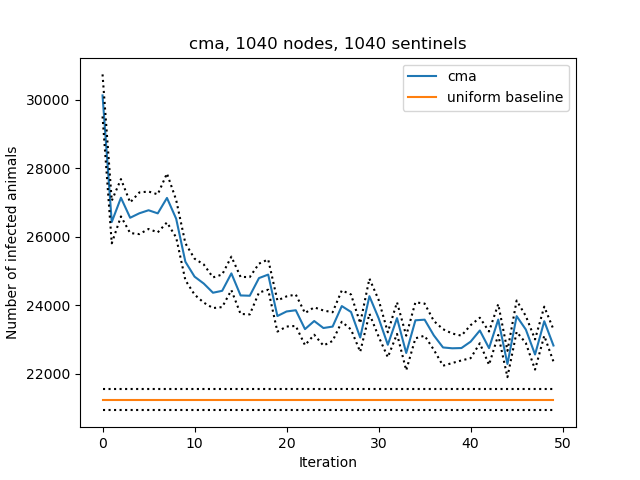 cma, 1040 nodes, 1040 sentinels
cma
uniform baseline
30000
28000
26000
24000
22000
Number of infected animals
0 10 20 30 40 50
Iteration